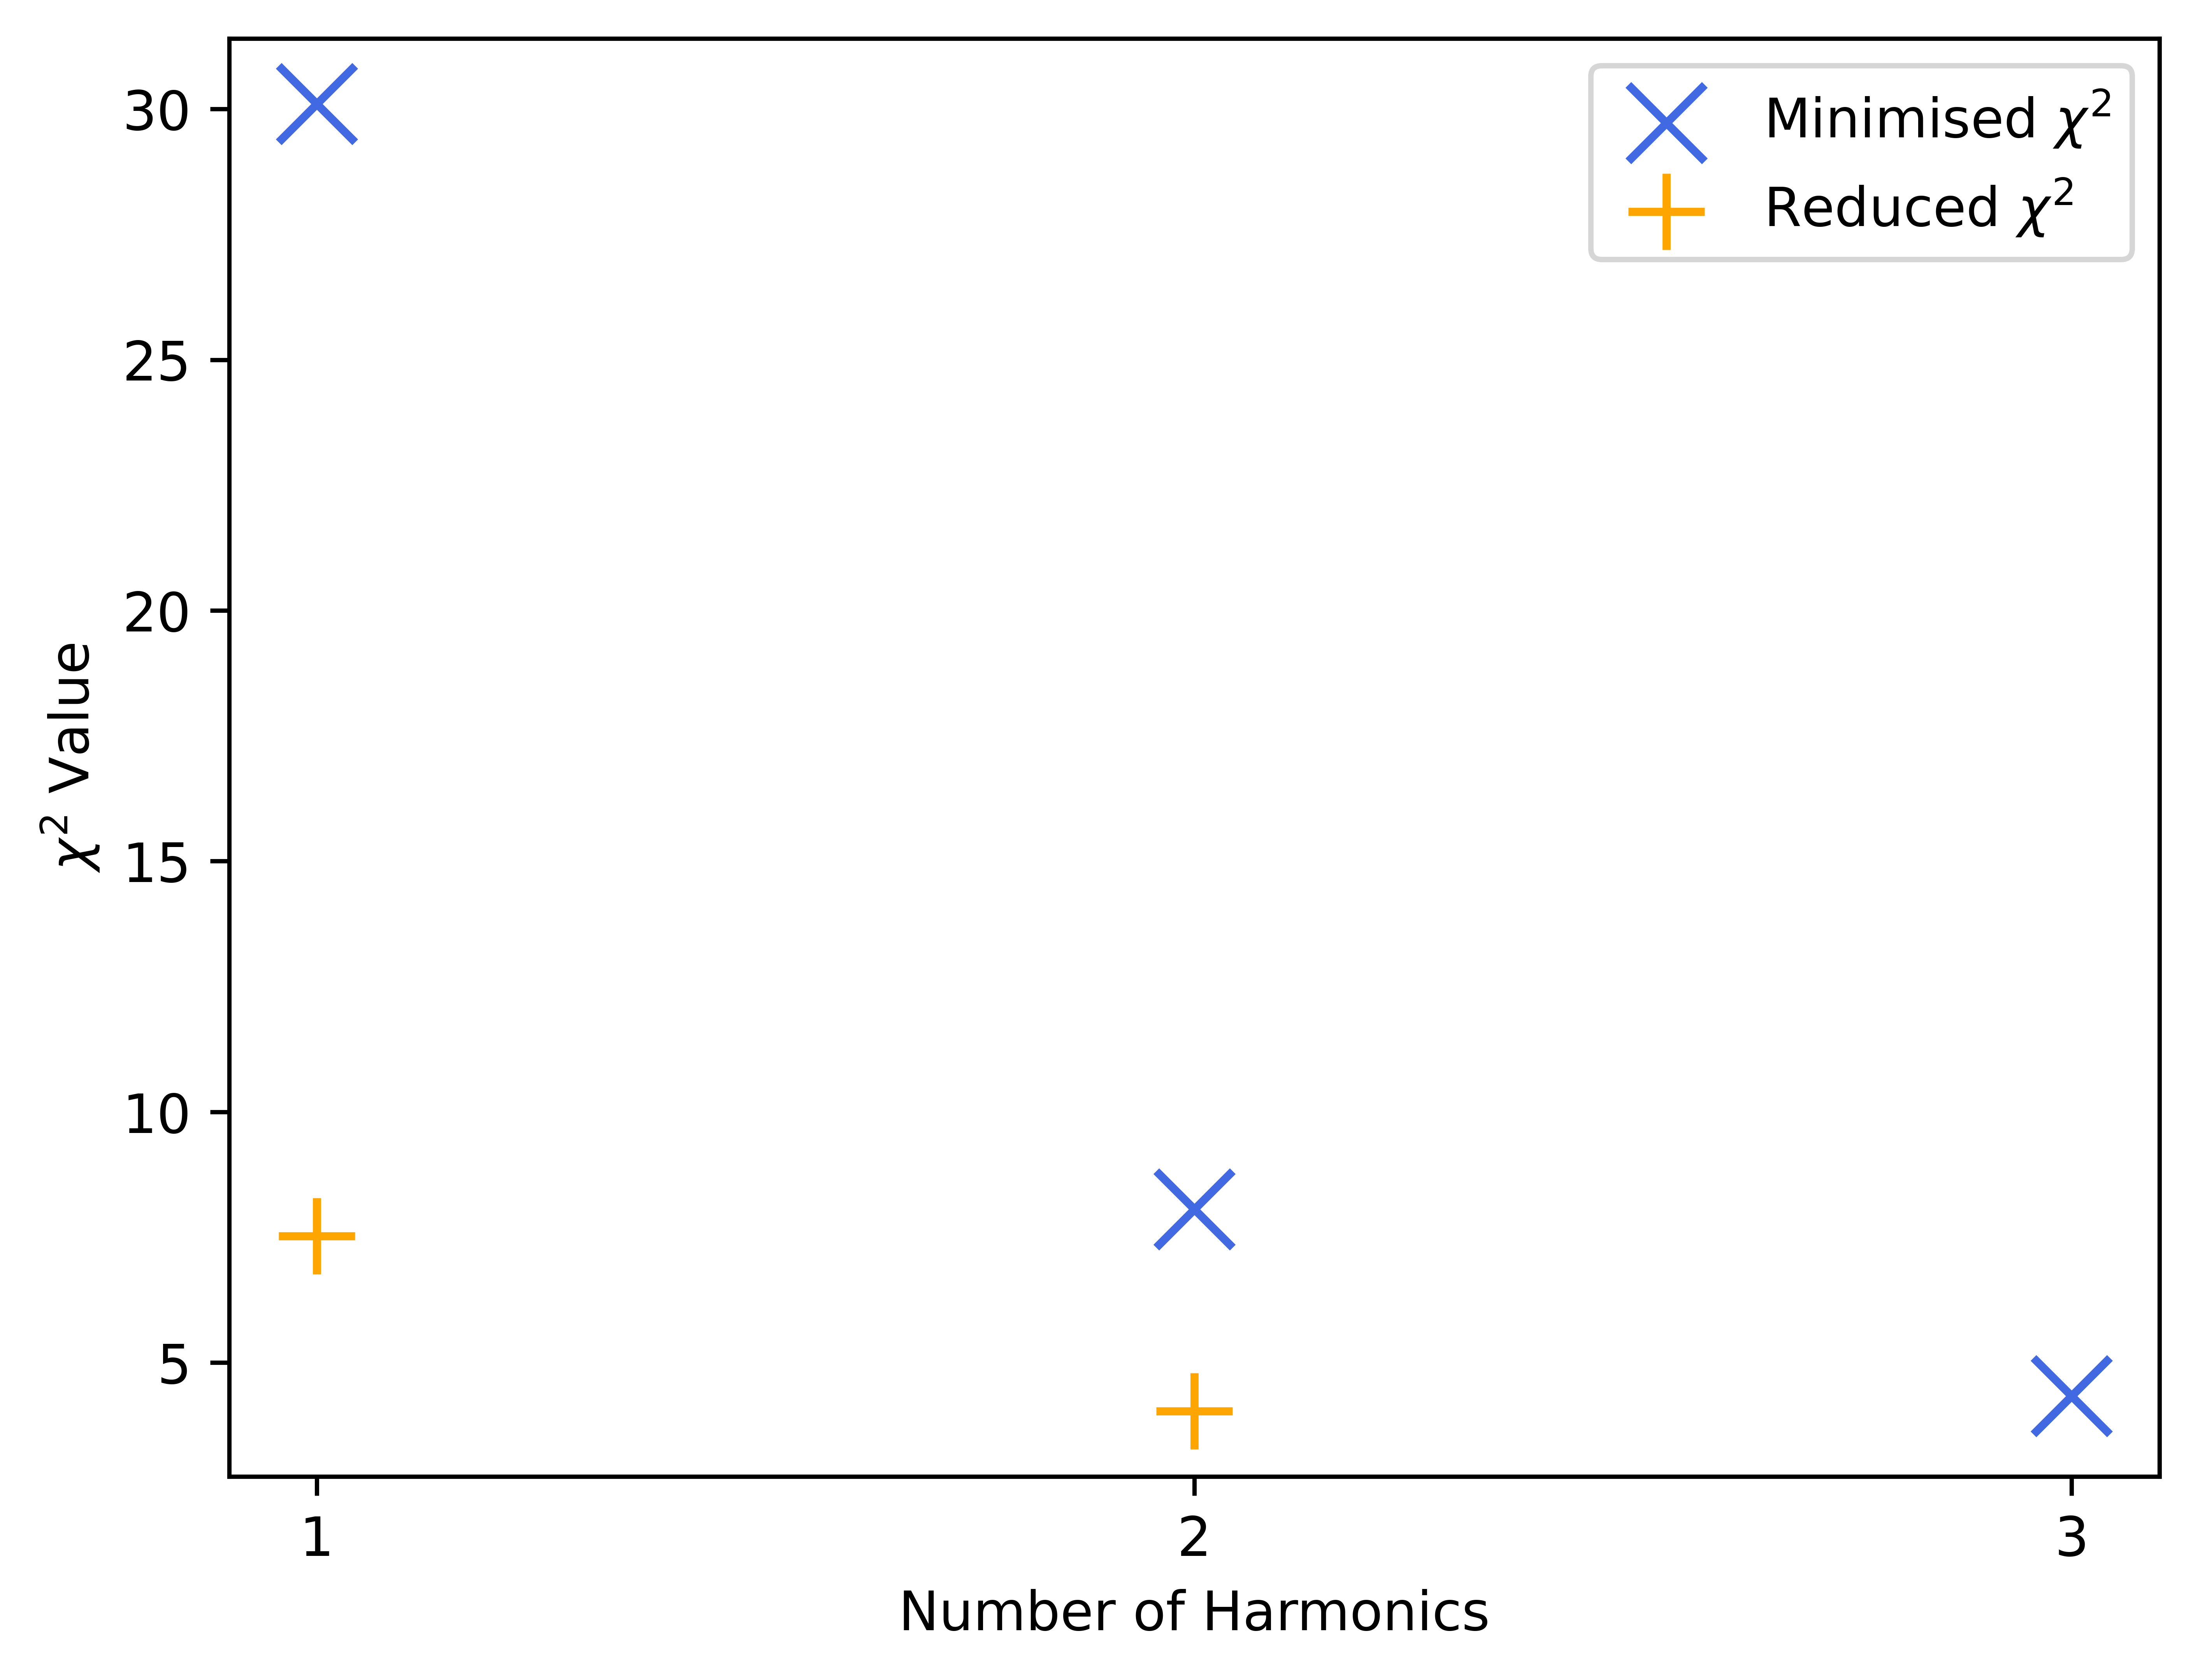 30
25
20
15
10
5
χ² Value
Minimised χ²
Reduced χ²
1 2 3
Number of Harmonics